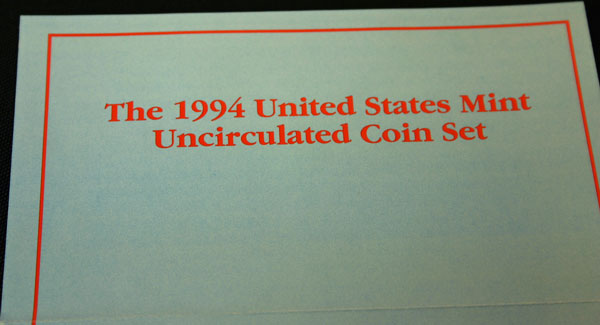 The 1994 United States Mint
Uncirculated Coin Set